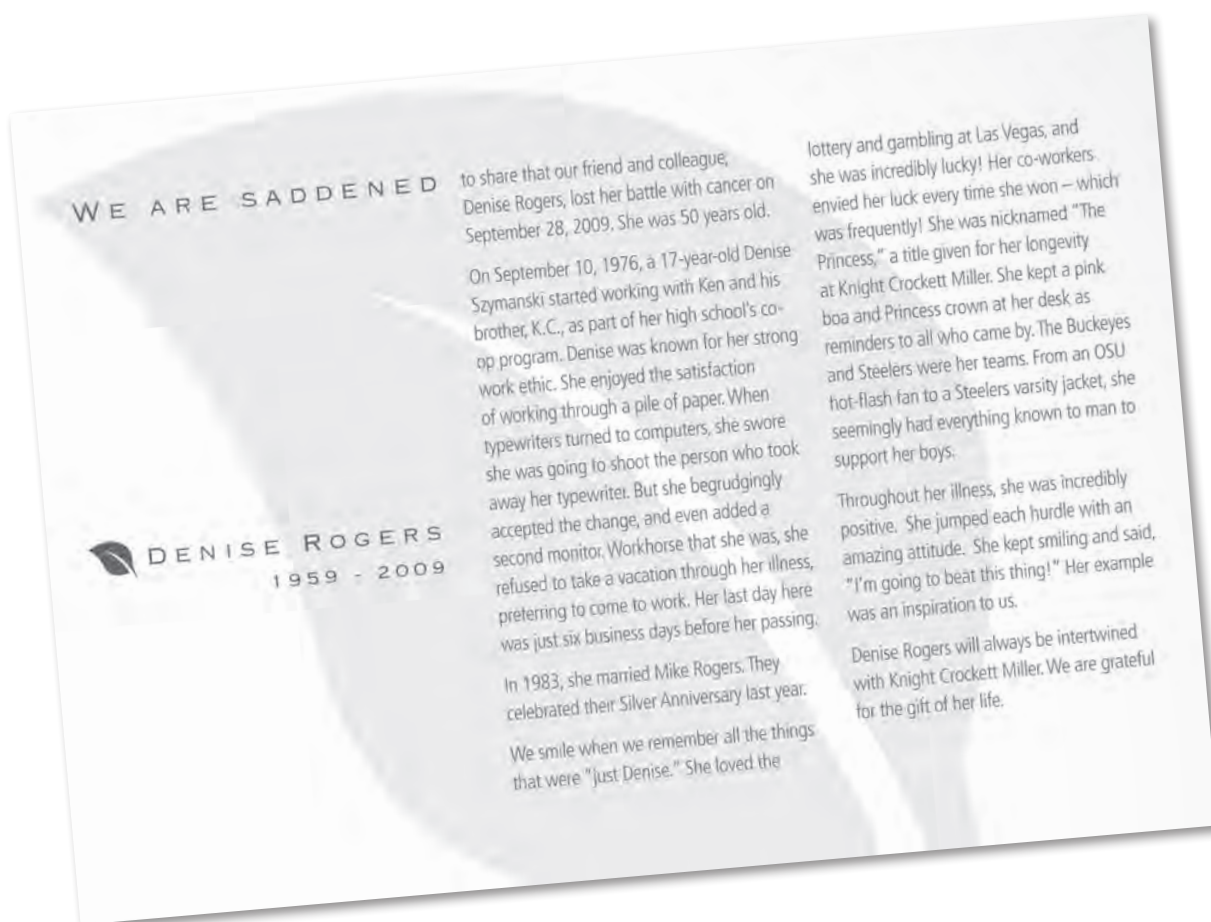 WE ARE SADDENED
to share that our friend and colleague,
Denise Rogers, lost her battle with cancer on
September 28, 2009. She was 50 years old.
On September 10, 1976, a 17-year-old Denise
Szymanski started working with Ken and his
brother, K.C., as part of her high school's co-
op program. Denise was known for her strong
work ethic. She enjoyed the satisfaction
of working through a pile of paper. When
typewriters turned to computers, she swore
she was going to shoot the person who took
away her typewriter. But she begrudgingly
accepted the change, and even added a
second monitor. Workhorse that she was, she
refused to take a vacation through her illness,
preferring to come to work. Her last day here
was just six business days before her passing.
In 1983, she married Mike Rogers. They
celebrated their Silver Anniversary last year.
We smile when we remember all the things
that were "just Denise." She loved the
lottery and gambling at Las Vegas, and
she was incredibly lucky! Her co-workers
envied her luck every time she won – which
was frequently! She was nicknamed "The
Princess," a title given for her longevity
at Knight Crockett Miller. She kept a pink
boa and Princess crown at her desk as
reminders to all who came by. The Buckeyes
and Steelers were her teams. From an OSU
hot-flash fan to a Steelers varsity jacket, she
seemingly had everything known to man to
support her boys.
Throughout her illness, she was incredibly
positive. She jumped each hurdle with an
amazing attitude. She kept smiling and said,
"I'm going to beat this thing!" Her example
was an inspiration to us.
Denise Rogers will always be intertwined
with Knight Crockett Miller. We are grateful
for the gift of her life.
DENISE ROGERS
1959 - 2009